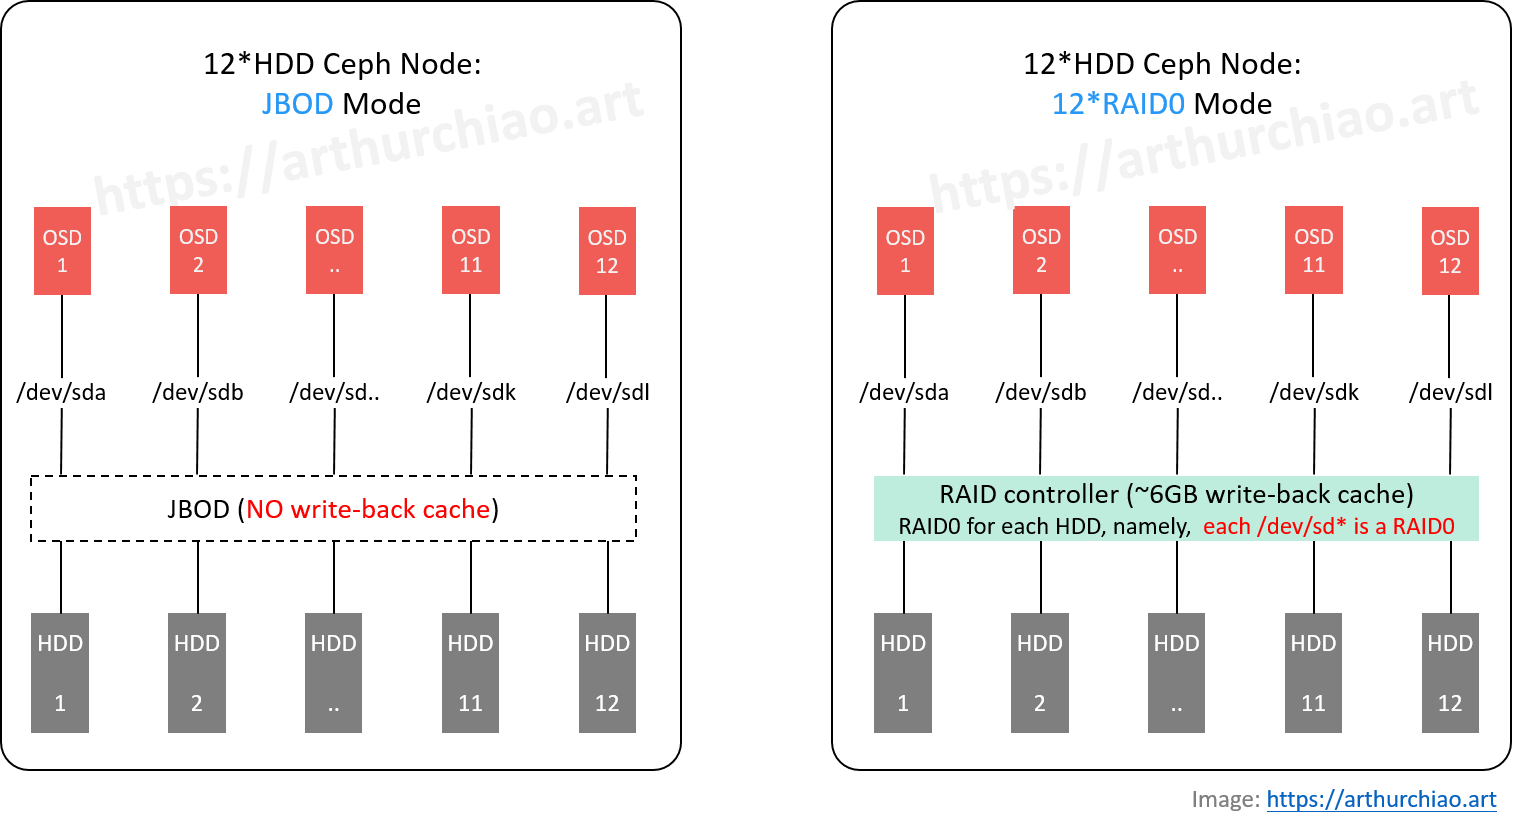 12*HDD Ceph Node:
JBOD Mode
https://arthurchiao.art
OSD
1
OSD
2
OSD
..
OSD
11
OSD
12
/dev/sda
/dev/sdb
/dev/sd..
/dev/sdk
/dev/sdl
JBOD (NO write-back cache)
HDD
1
HDD
2
HDD
..
HDD
11
HDD
12
12*HDD Ceph Node:
12*RAID0 Mode
https://arthurchiao.art
OSD
1
OSD
2
OSD
..
OSD
11
OSD
12
/dev/sda
/dev/sdb
/dev/sd..
/dev/sdk
/dev/sdl
RAID controller (~6GB write-back cache)
RAID0 for each HDD, namely, each /dev/sd* is a RAID0
HDD
1
HDD
2
HDD
..
HDD
11
HDD
12
Image: https://arthurchiao.art